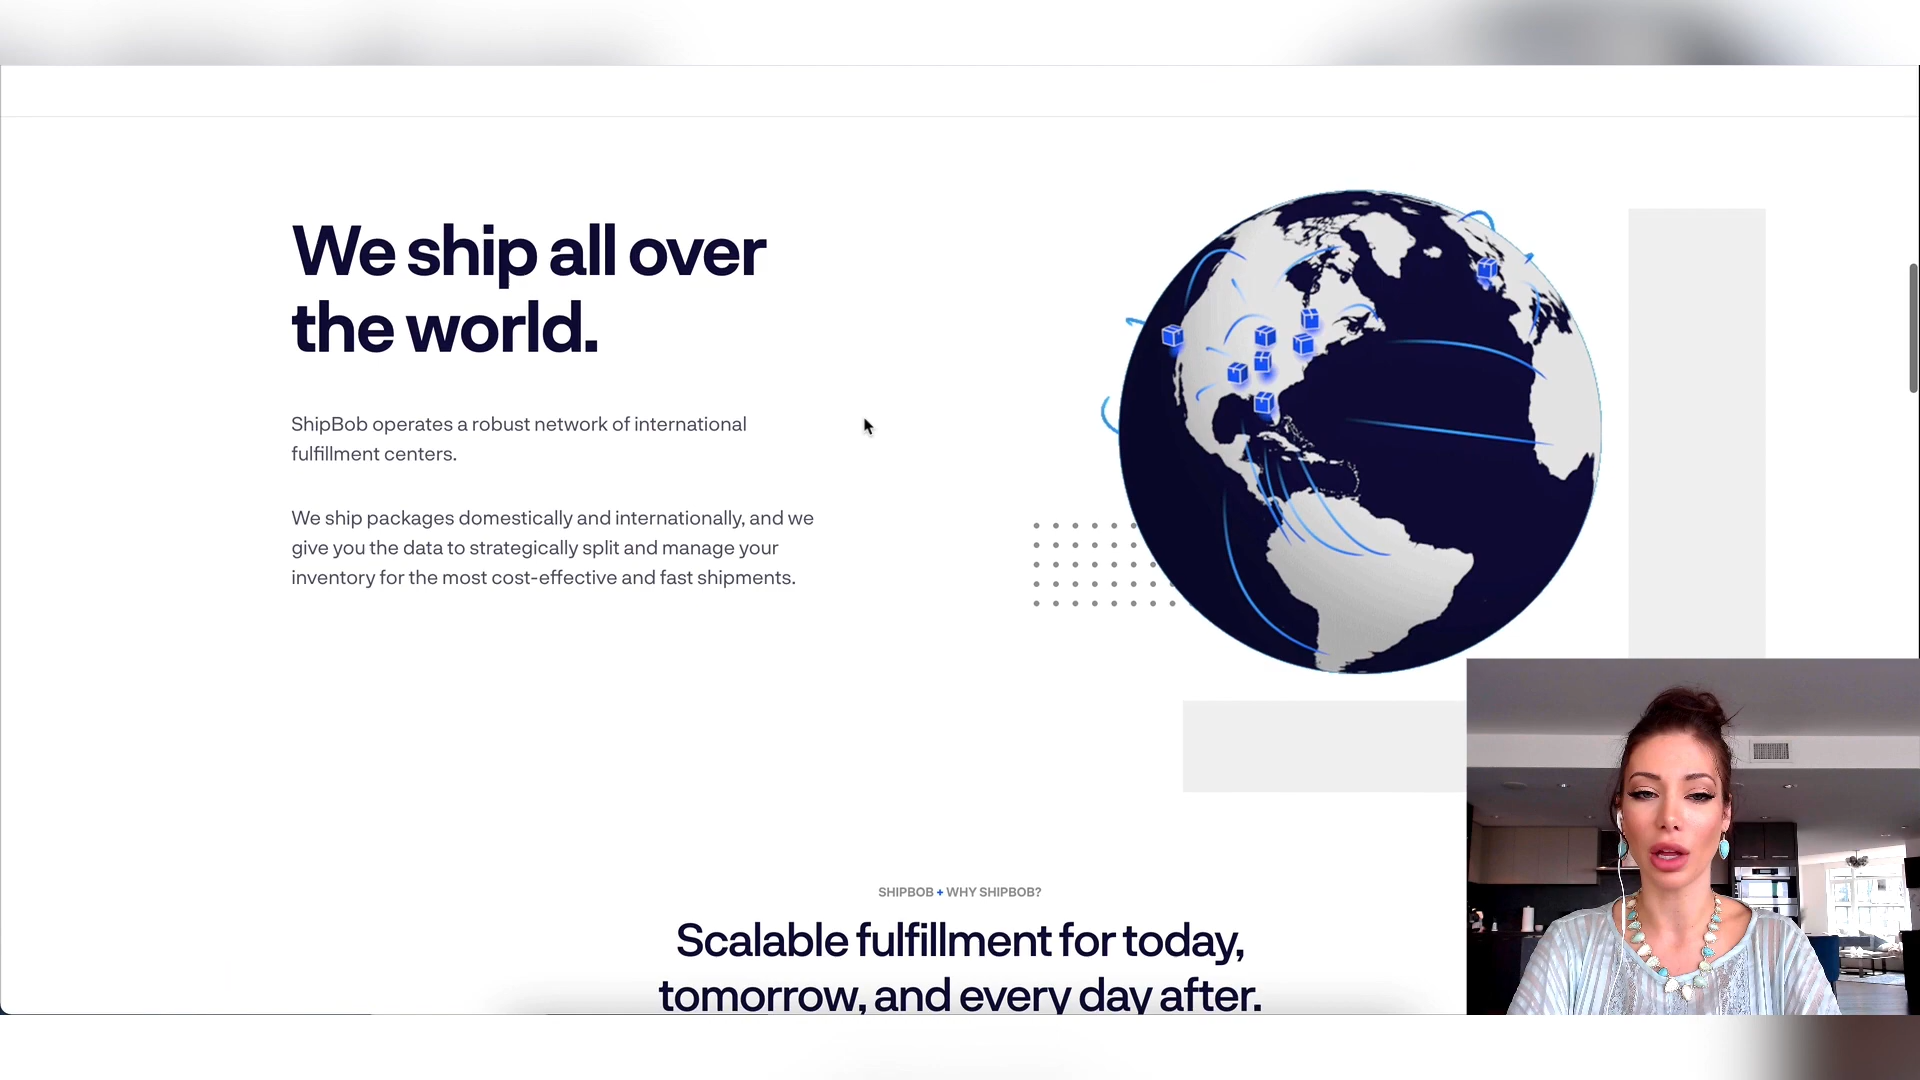 We ship all over
the world.
ShipBob operates a robust network of international
fulfillment centers.
We ship packages domestically and internationally, and we
give you the data to strategically split and manage your
inventory for the most cost-effective and fast shipments.
SHIPBOB + WHY SHIPBOB?
Scalable fulfillment for today,
tomorrow, and every day after.